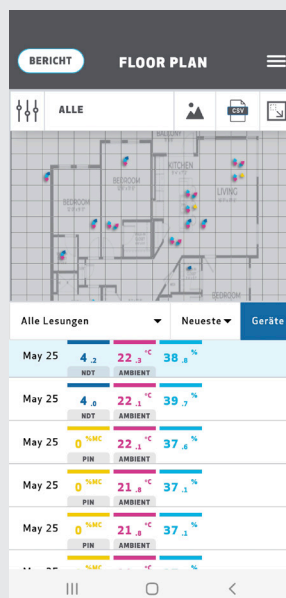 BERICHT FLOOR PLAN
ALLE CSV
BALCONY
KITCHEN
BEDROOM
LIVING
BEDROOM
BEDROOM
Alle Lesungen Neueste Geräte
May 25 4 .2 22 .3 °C 38 .8 %
NDT AMBIENT
May 25 4 .0 22 .1 °C 39 .7 %
NDT AMBIENT
May 25 0 %MC 22 .1 °C 37 .6 %
PIN AMBIENT
May 25 0 %MC 21 .8 °C 37 .1 %
PIN AMBIENT
May 25 0 %MC 21 .8 °C 37 .1 %
PIN AMBIENT